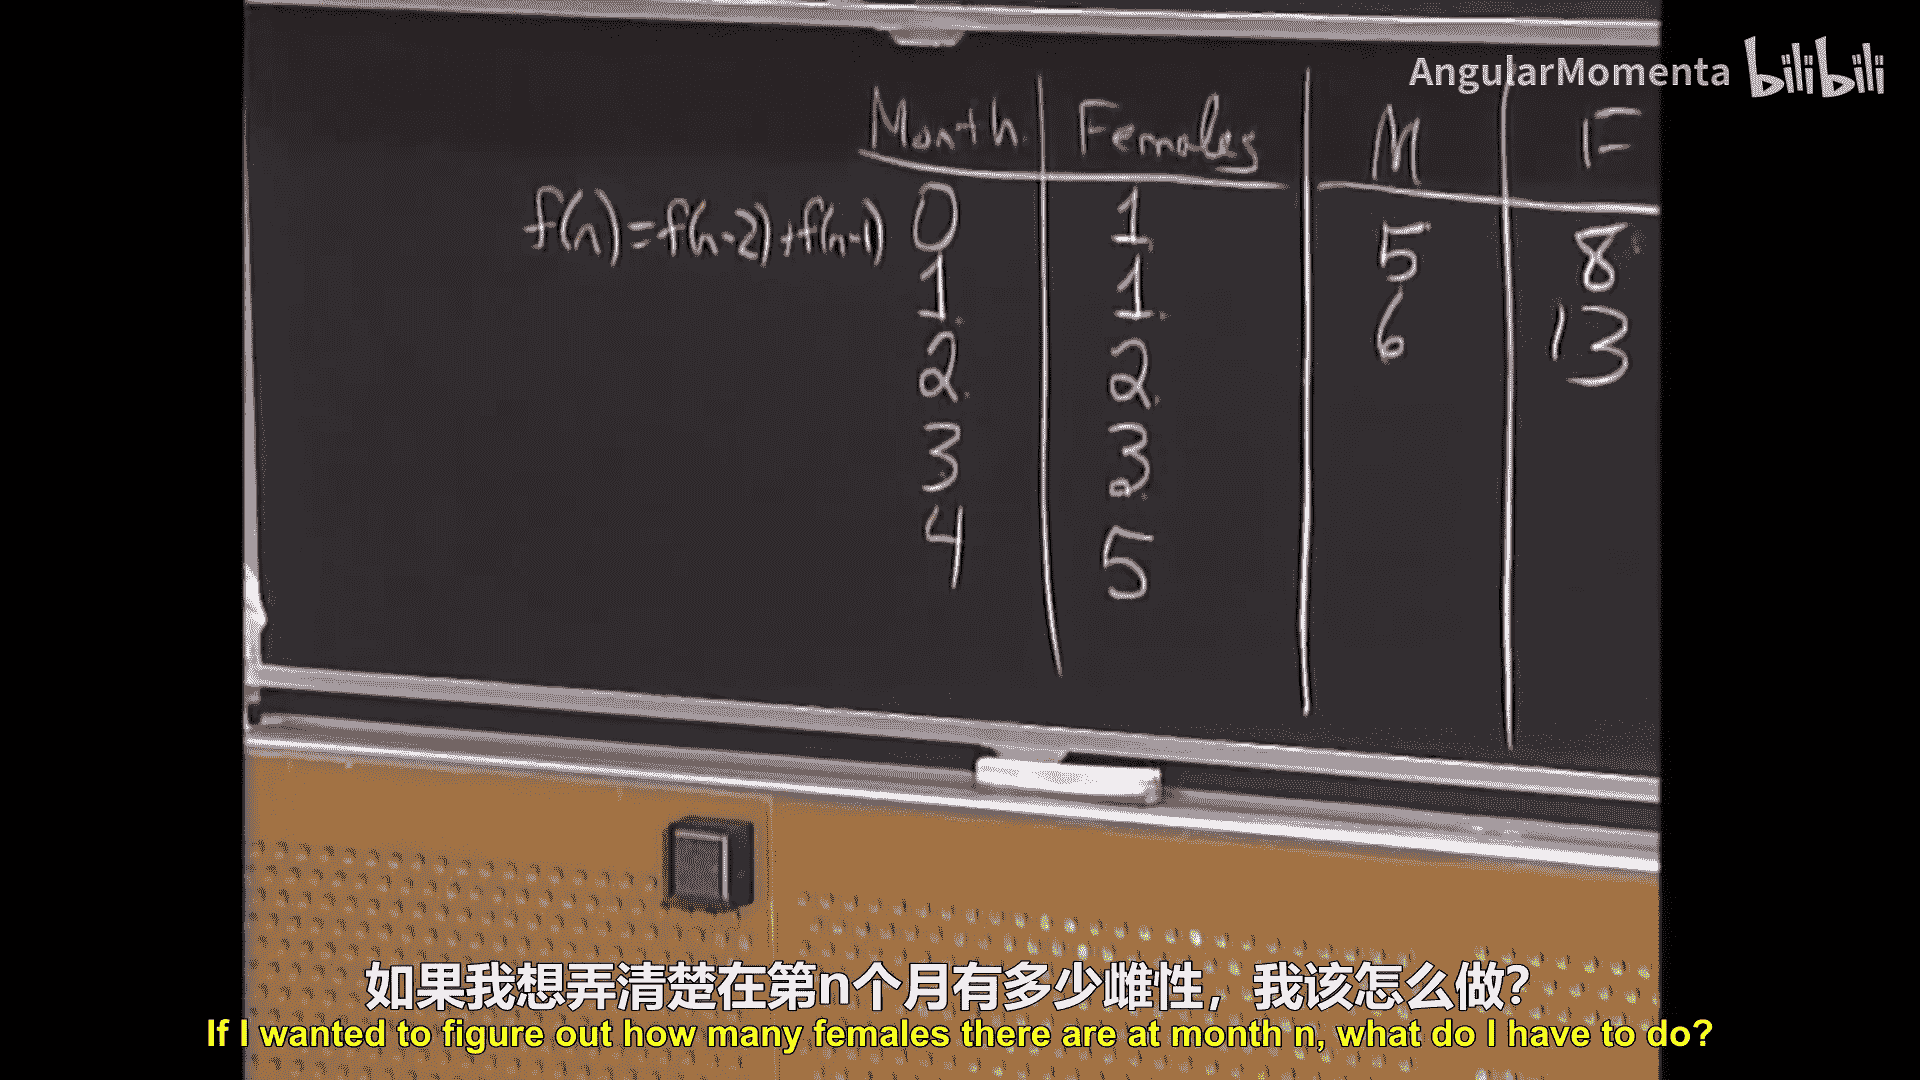 AngularMomenta bilibili
Month Females M F
f(n)=f(n-2)+f(n-1) 0 1 5 8
1 1 6 13
2 2
3 3
4 5
如果我想弄清楚在第n个月有多少雌性，我该怎么做？
If I wanted to figure out how many females there are at month n, what do I have to do?